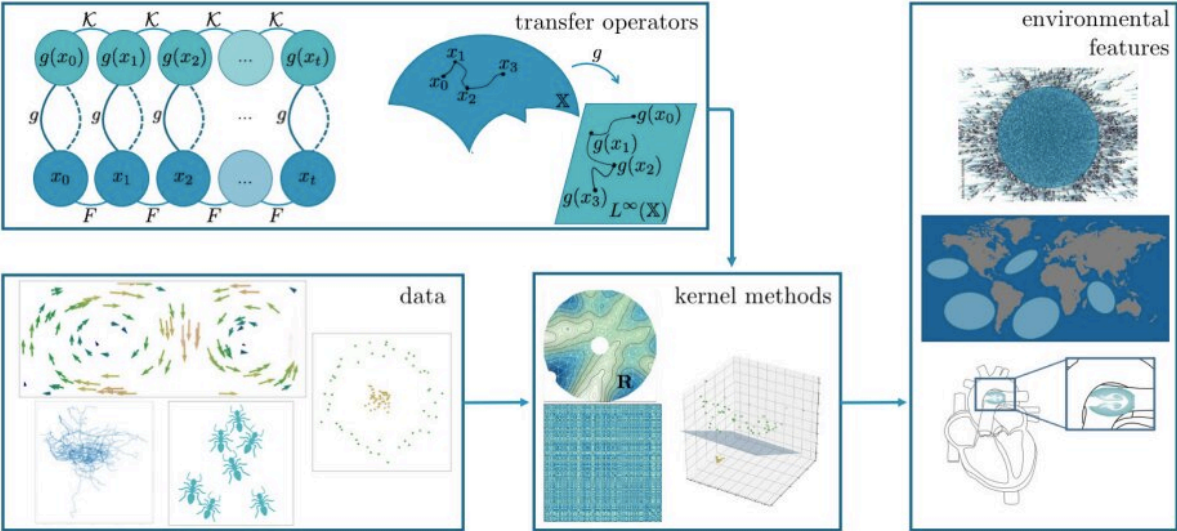 transfer operators
𝒦 𝒦 𝒦 𝒦
g(x₀) g(x₁) g(x₂) ... g(xₜ)
g g g ... g
x₀ x₁ x₂ ... xₜ
F F F F
x₀ x₁ x₂ x₃ 𝕏
g
g(x₀)
g(x₁)
g(x₂)
g(x₃) L^∞(𝕏)
data
kernel methods
R
environmental
features